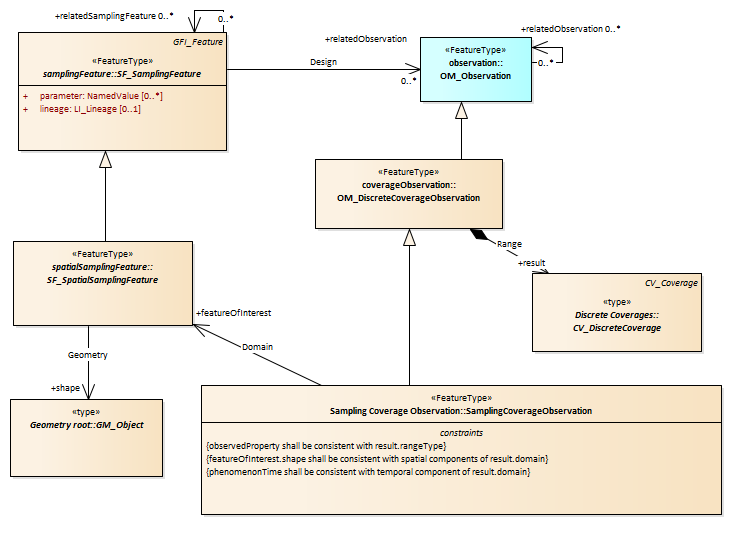 +relatedSamplingFeature 0..*
0..*
GFI_Feature
«FeatureType»
samplingFeature::SF_SamplingFeature
+ parameter: NamedValue [0..*]
+ lineage: LI_Lineage [0..1]
+relatedObservation
Design
0..*
+relatedObservation 0..*
0..*
«FeatureType»
observation::
OM_Observation
«FeatureType»
coverageObservation::
OM_DiscreteCoverageObservation
Range
+result
«FeatureType»
spatialSamplingFeature::
SF_SpatialSamplingFeature
CV_Coverage
«type»
Discrete Coverages::
CV_DiscreteCoverage
+featureOfInterest
Domain
Geometry
+shape
«type»
Geometry root::GM_Object
«FeatureType»
Sampling Coverage Observation::SamplingCoverageObservation
constraints
{observedProperty shall be consistent with result.rangeType}
{featureOfInterest.shape shall be consistent with spatial components of result.domain}
{phenomenonTime shall be consistent with temporal component of result.domain}